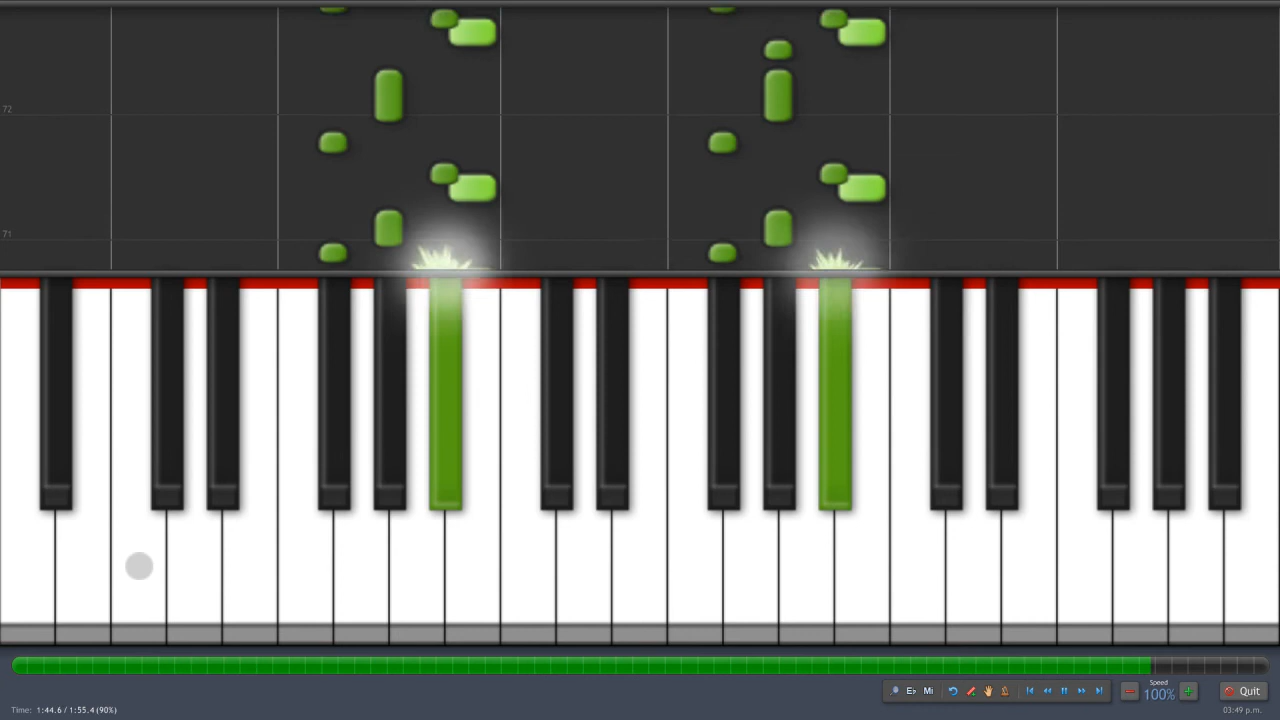 72
71
E♭ Mi
Speed
100%
Quit
Time: 1:44.6 / 1:55.4 (90%)
03:49 p.m.